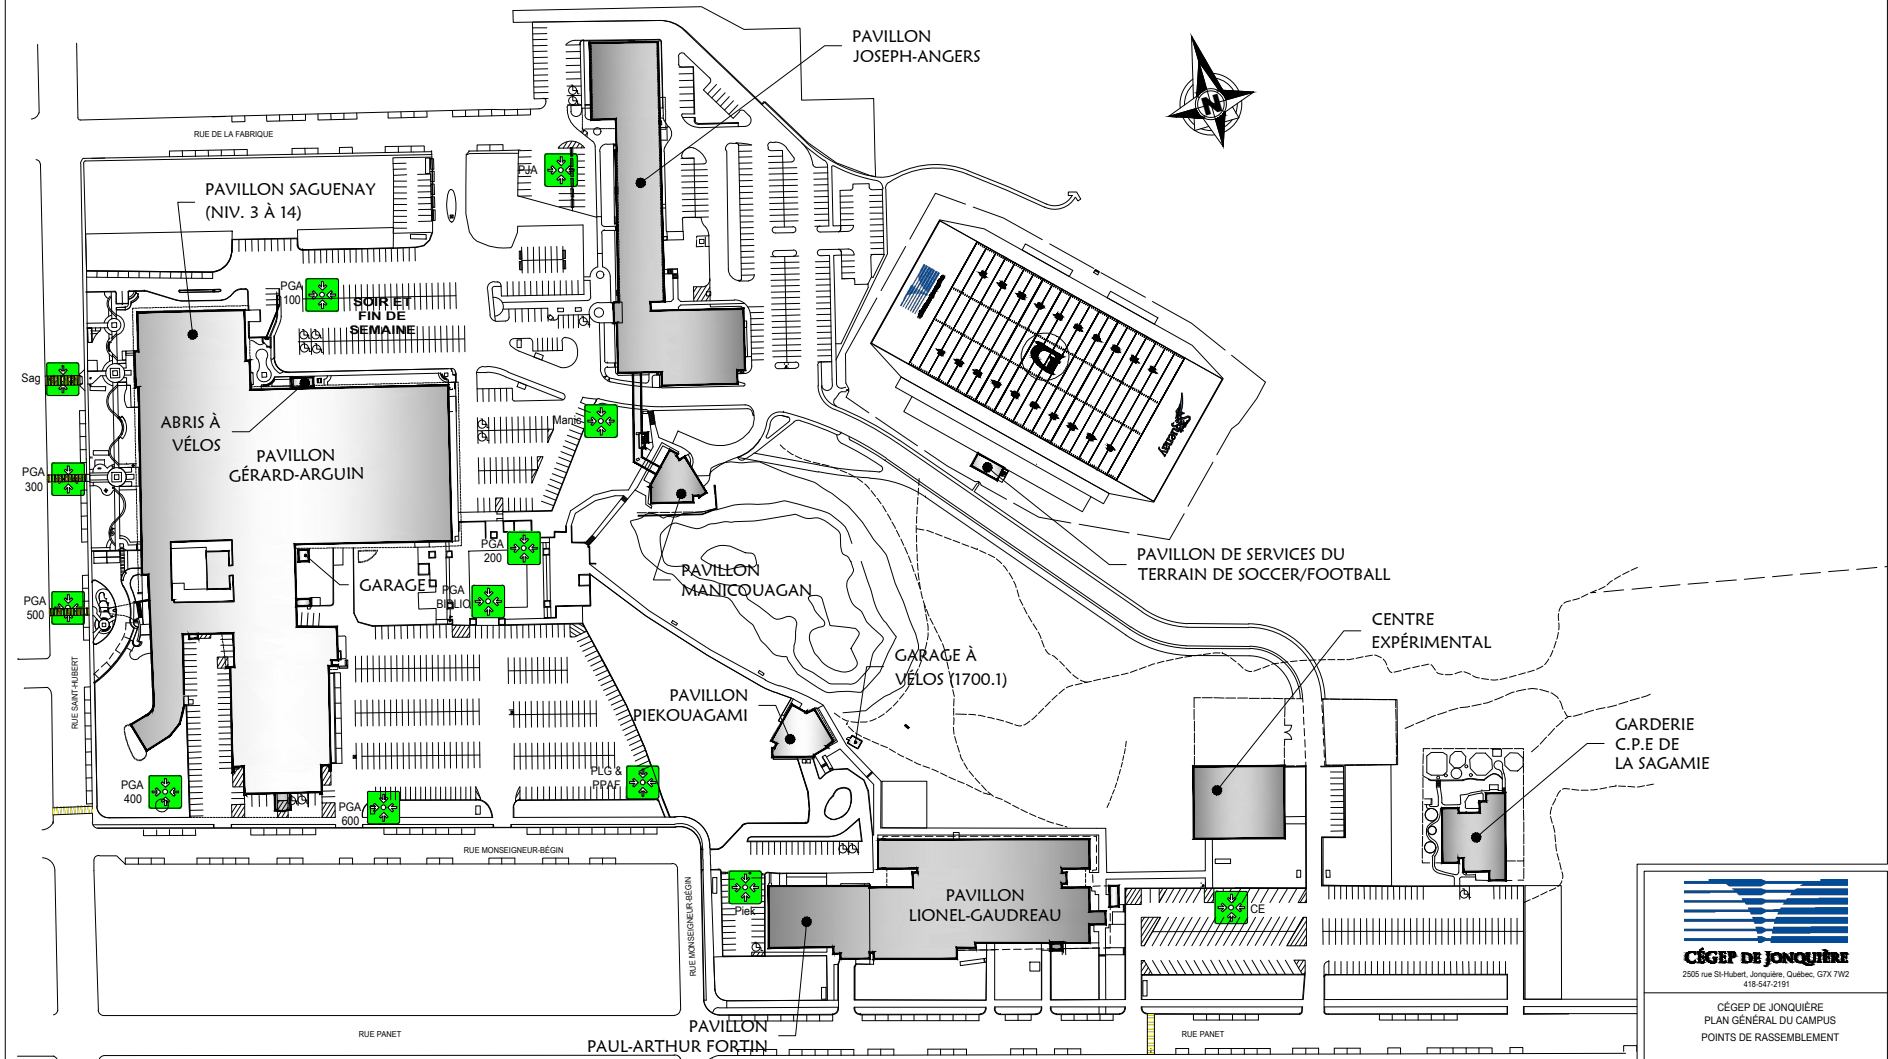 PAVILLON
JOSEPH-ANGERS
N
RUE DE LA FABRIQUE
PJA
PAVILLON SAGUENAY
(NIV. 3 À 14)
PGA
100
SOIR ET
FIN DE
SEMAINE
Sag
ABRIS À
VÉLOS
Manic
PAVILLON
GÉRARD-ARGUIN
PGA
300
Saguenay
PGA
200
PAVILLON DE SERVICES DU
TERRAIN DE SOCCER/FOOTBALL
GARAGE
PGA
BIBLIO
PAVILLON
MANICOUAGAN
PGA
500
CENTRE
EXPÉRIMENTAL
GARAGE À
VÉLOS (1700.1)
RUE SAINT-HUBERT
PAVILLON
PIEKOUAGAMI
GARDERIE
C.P.E DE
LA SAGAMIE
PGA
400
PGA
600
PLG &
PPAF
RUE MONSEIGNEUR-BÉGIN
RUE MONSEIGNEUR-BÉGIN
Piek
PAVILLON
LIONEL-GAUDREAU
CE
CÉGEP DE JONQUIÈRE
2505 rue St-Hubert, Jonquière, Québec, G7X 7W2
418-547-2191
CÉGEP DE JONQUIÈRE
PLAN GÉNÉRAL DU CAMPUS
POINTS DE RASSEMBLEMENT
RUE PANET
PAVILLON
PAUL-ARTHUR FORTIN
RUE PANET